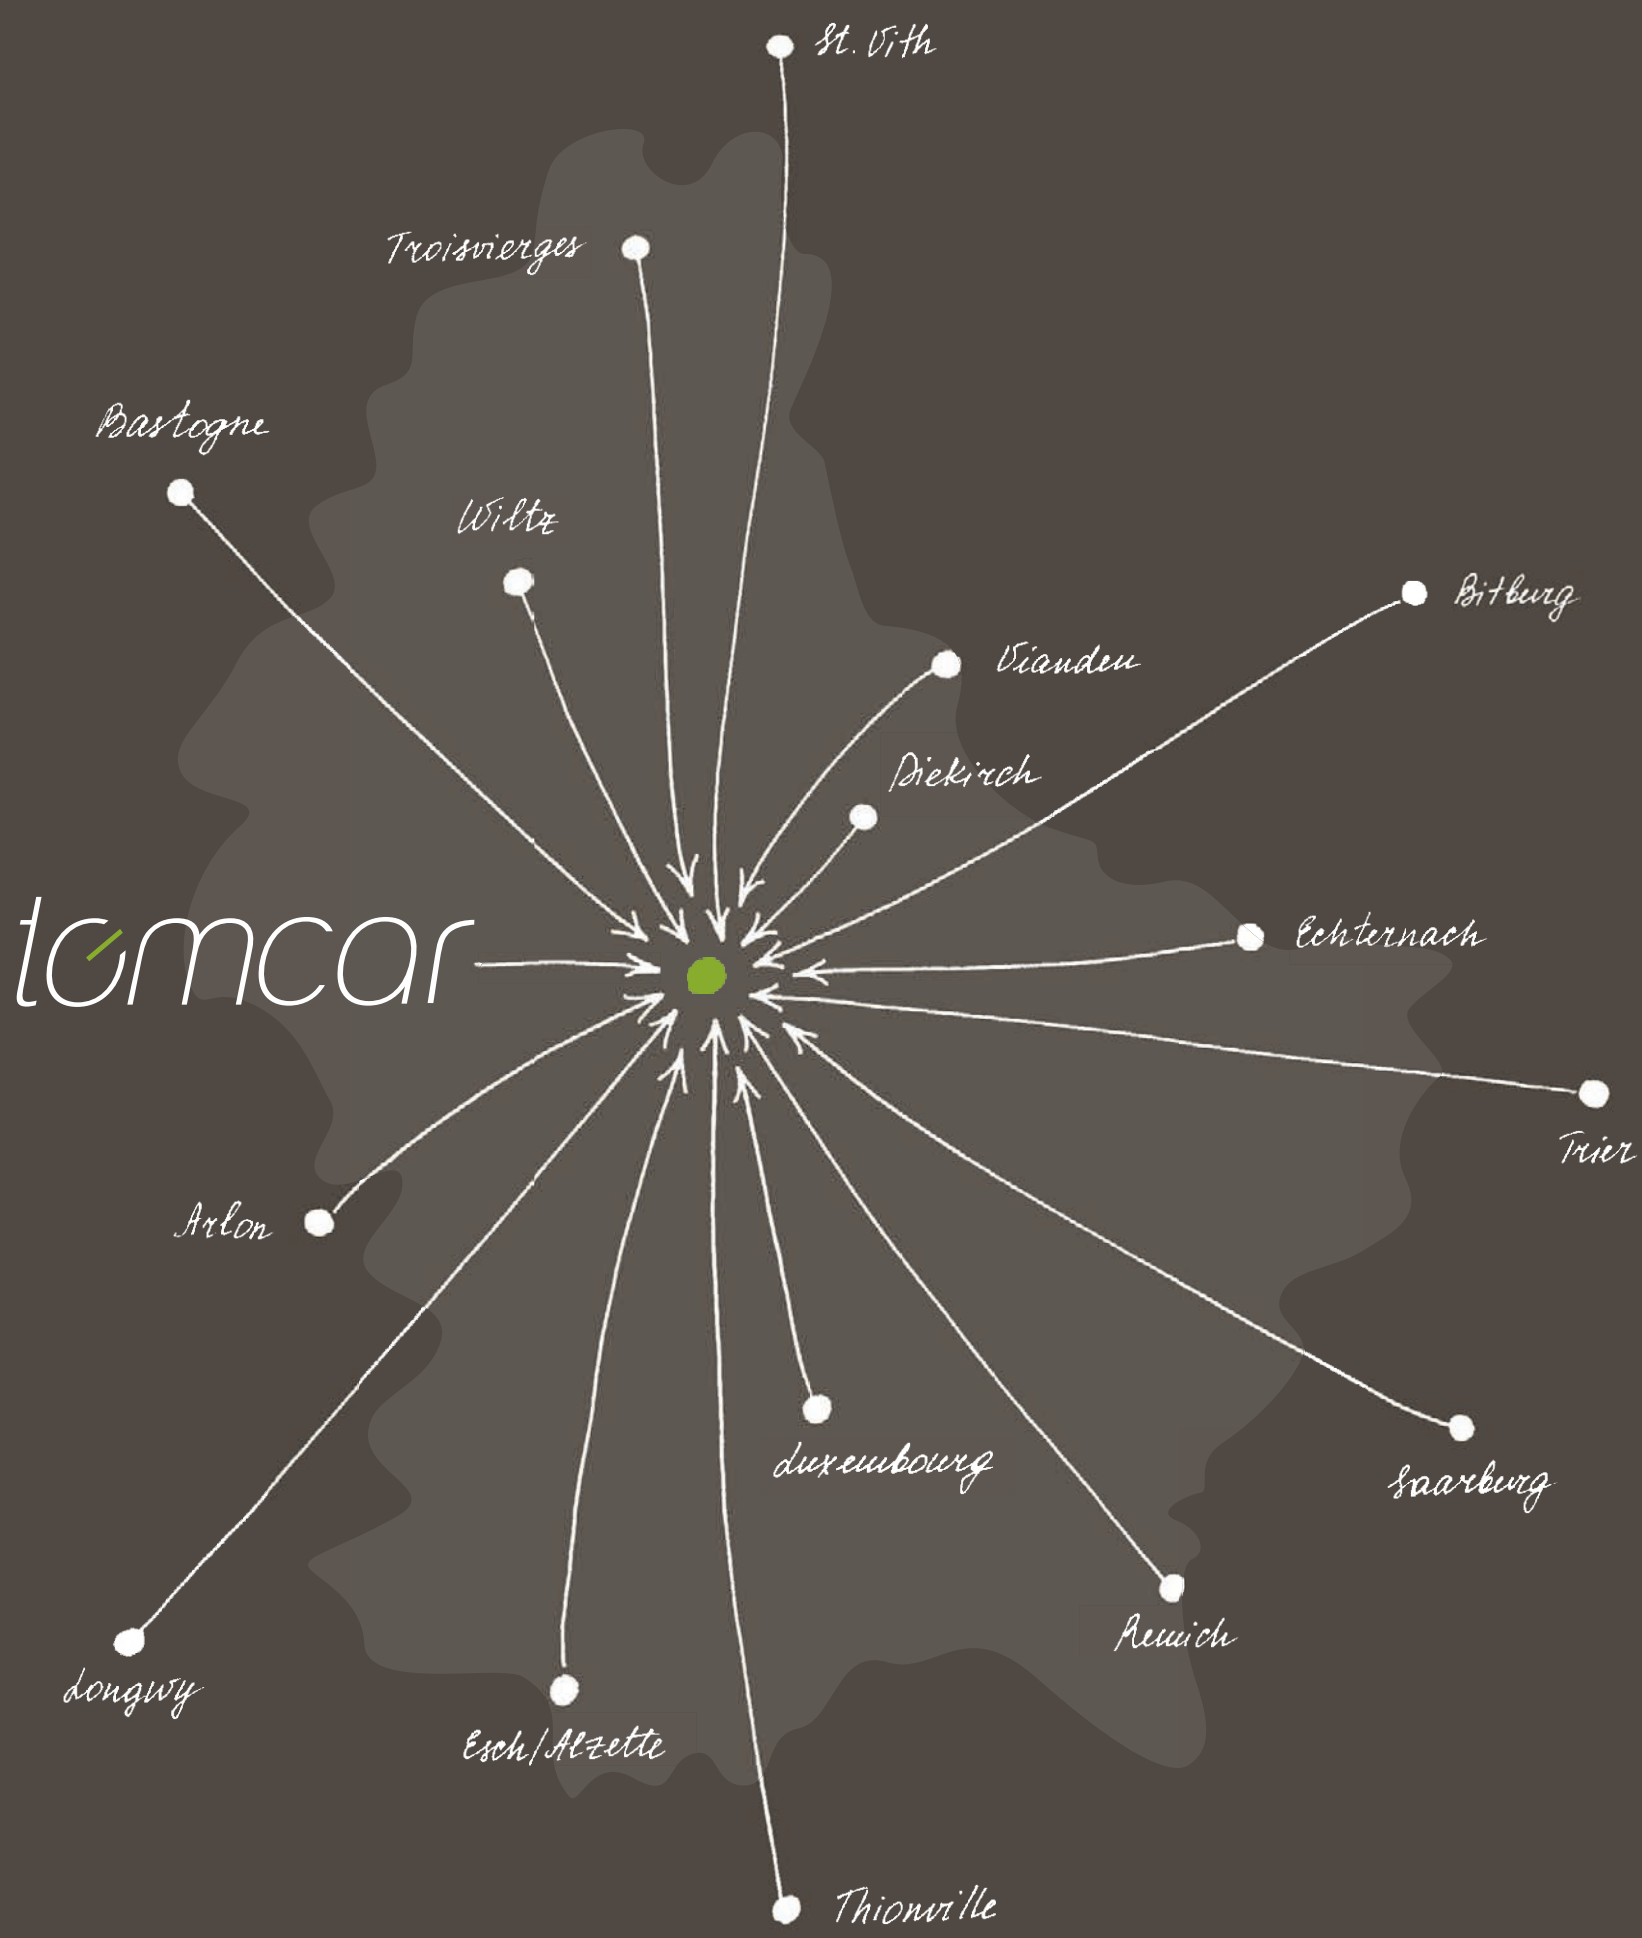 St. Vith
Troisvierges
Bastogne
Wiltz
Bitburg
Vianden
Diekirch
tomcar
Echternach
Trier
Arlon
Luxembourg
Saarburg
Remich
Longwy
Esch/Alzette
Thionville